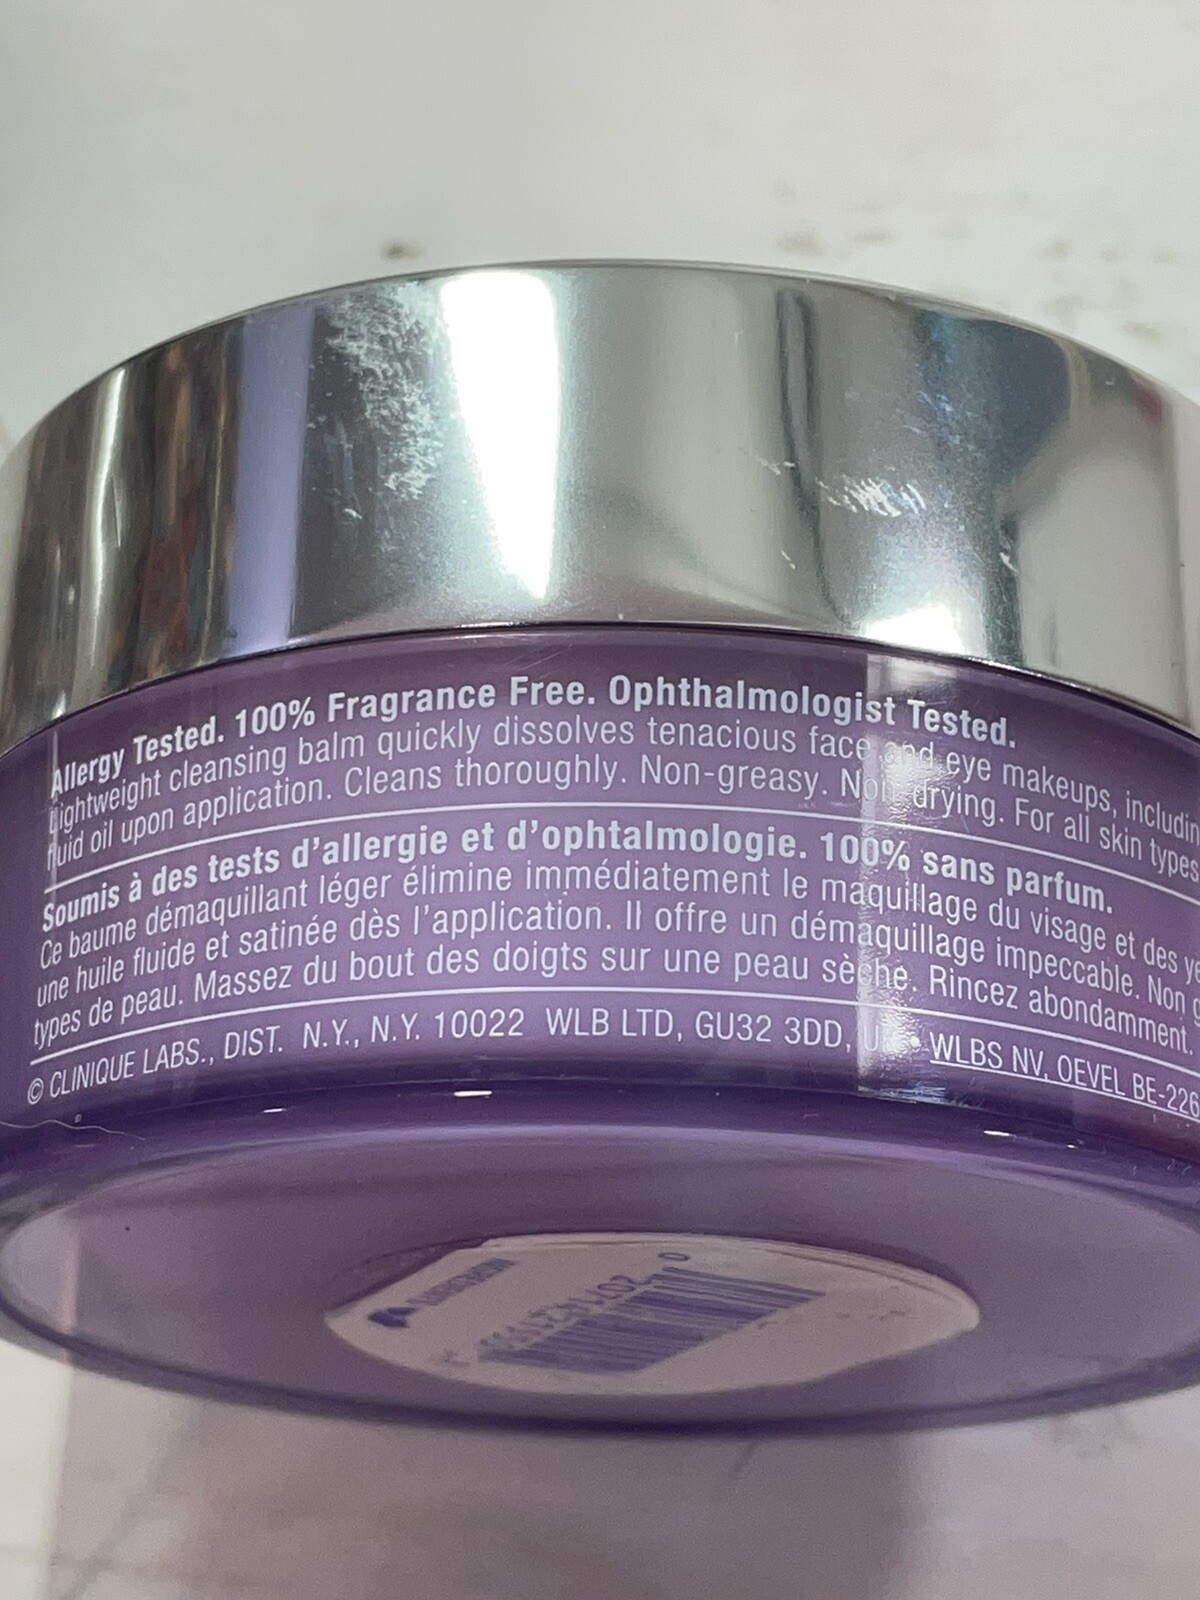 Allergy Tested. 100% Fragrance Free. Ophthalmologist Tested.
Lightweight cleansing balm quickly dissolves tenacious face and eye makeups, includin
fluid oil upon application. Cleans thoroughly. Non-greasy. Non-drying. For all skin types
Soumis à des tests d'allergie et d'ophtalmologie. 100% sans parfum.
Ce baume démaquillant léger élimine immédiatement le maquillage du visage et des ye
une huile fluide et satinée dès l'application. Il offre un démaquillage impeccable. Non
types de peau. Massez du bout des doigts sur une peau sèche. Rincez abondamment.
© CLINIQUE LABS., DIST. N.Y., N.Y. 10022 WLB LTD, GU32 3DD, • WLBS NV, OEVEL BE-226